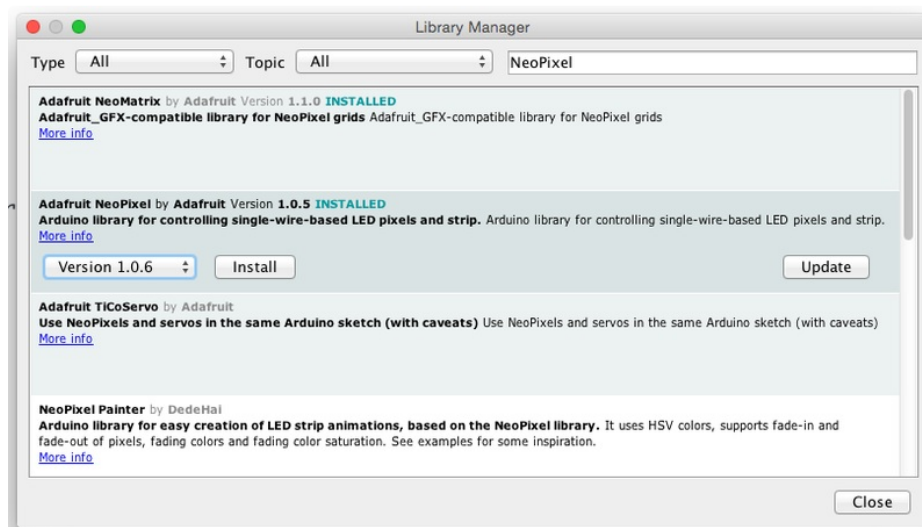 Library Manager
Type All Topic All NeoPixel
Adafruit NeoMatrix by Adafruit Version 1.1.0 INSTALLED
Adafruit_GFX-compatible library for NeoPixel grids Adafruit_GFX-compatible library for NeoPixel grids
More info
Adafruit NeoPixel by Adafruit Version 1.0.5 INSTALLED
Arduino library for controlling single-wire-based LED pixels and strip. Arduino library for controlling single-wire-based LED pixels and strip.
More info
Version 1.0.6 Install Update
Adafruit TiCoServo by Adafruit
Use NeoPixels and servos in the same Arduino sketch (with caveats) Use NeoPixels and servos in the same Arduino sketch (with caveats)
More info
NeoPixel Painter by DedeHai
Arduino library for easy creation of LED strip animations, based on the NeoPixel library. It uses HSV colors, supports fade-in and
fade-out of pixels, fading colors and fading color saturation. See examples for some inspiration.
More info
Close